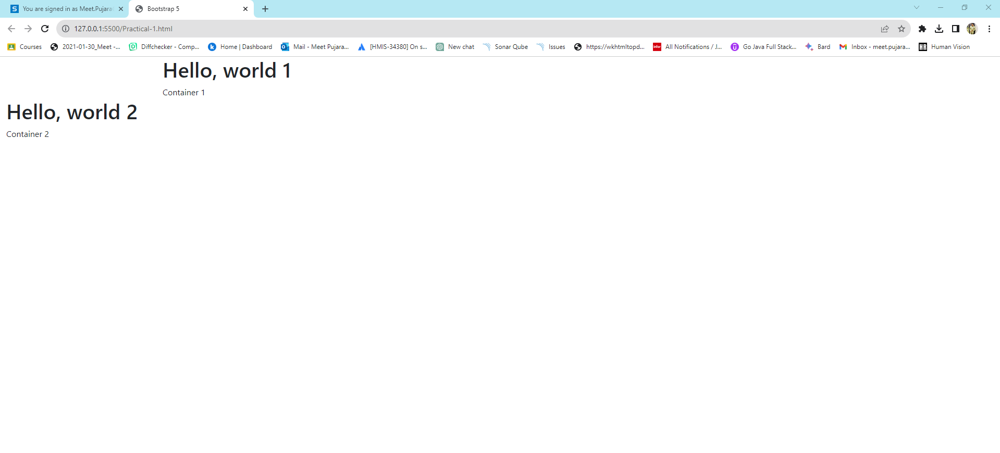 You are signed in as Meet.Pujara
Bootstrap 5
127.0.0.1:5500/Practical-1.html
Courses
2021-01-30_Meet -...
Diffchecker - Comp...
Home | Dashboard
Mail - Meet Pujara...
[HMIS-34380] On s...
New chat
Sonar Qube
Issues
https://wkhtmltopd...
All Notifications / J...
Go Java Full Stack...
Bard
Inbox - meet.pujara...
Human Vision
Hello, world 1
Container 1
Hello, world 2
Container 2